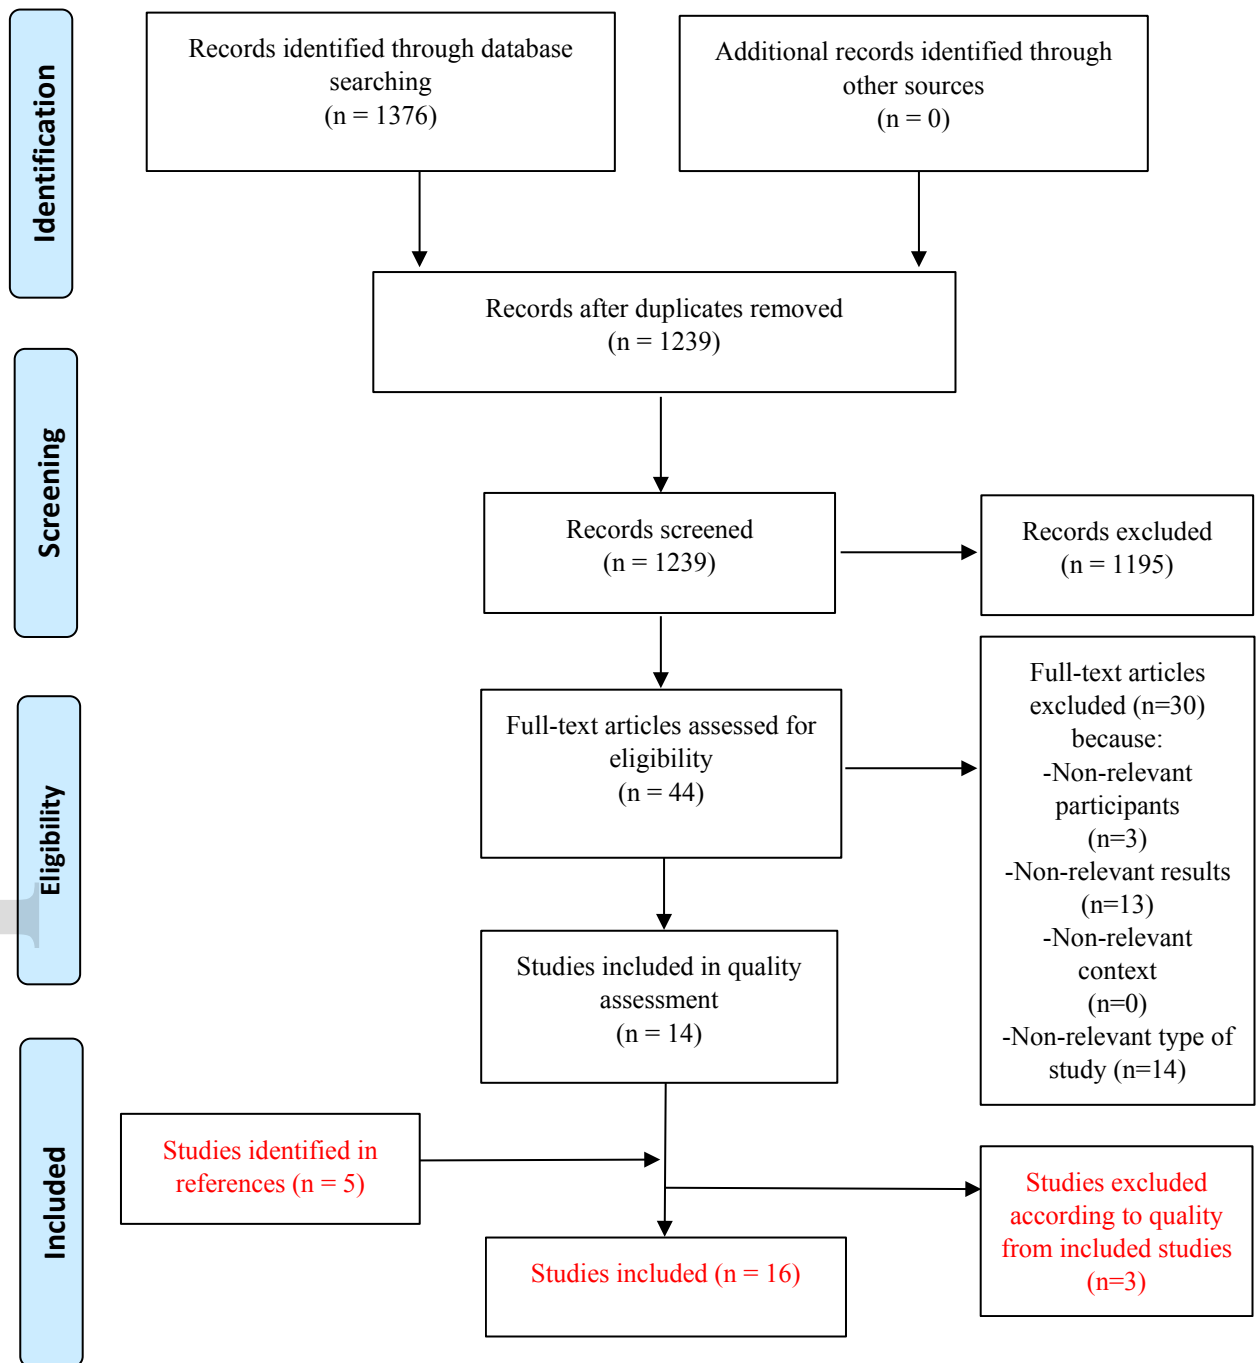 Identification
Records identified through database
searching
(n = 1376)
Additional records identified through
other sources
(n = 0)
Records after duplicates removed
(n = 1239)
Screening
Records screened
(n = 1239)
Records excluded
(n = 1195)
Eligibility
Full-text articles assessed for
eligibility
(n = 44)
Full-text articles
excluded (n=30)
because:
-Non-relevant
participants
(n=3)
-Non-relevant results
(n=13)
-Non-relevant
context
(n=0)
-Non-relevant type of
study (n=14)
Studies included in quality
assessment
(n = 14)
Included
Studies identified in
references (n = 5)
Studies excluded
according to quality
from included studies
(n=3)
Studies included (n = 16)